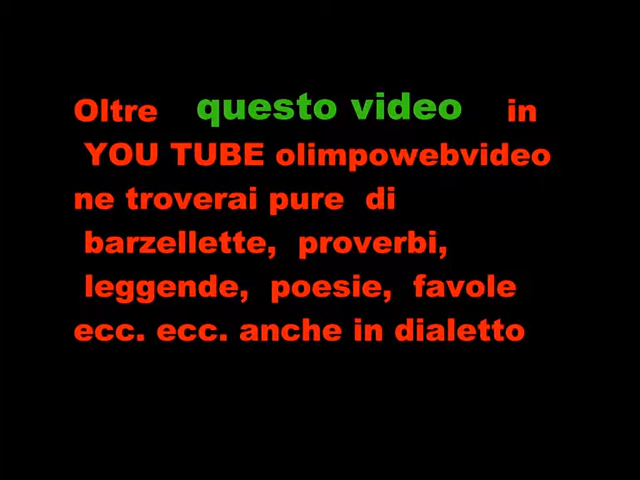 Oltre questo video in
YOU TUBE olimpowebvideo
ne troverai pure di
barzellette, proverbi,
leggende, poesie, favole
ecc. ecc. anche in dialetto